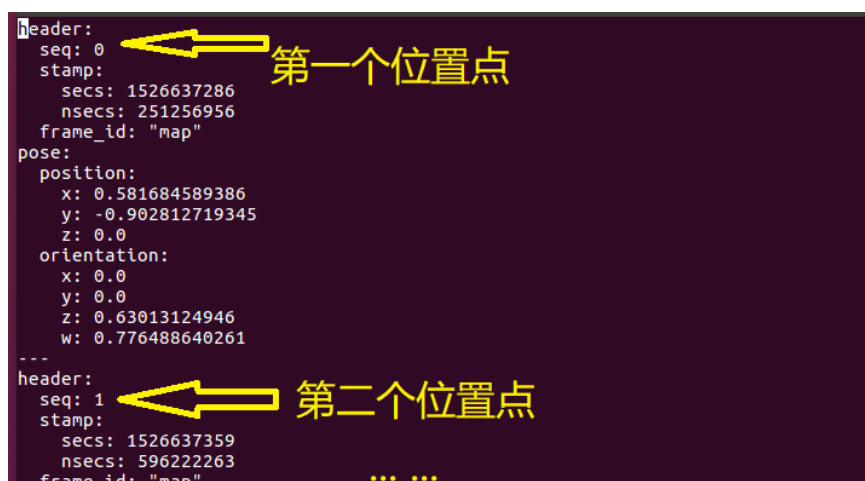 header:
seq: 0
第一个位置点
stamp:
secs: 1526637286
nsecs: 251256956
frame_id: "map"
pose:
position:
x: 0.581684589386
y: -0.902812719345
z: 0.0
orientation:
x: 0.0
y: 0.0
z: 0.63013124946
w: 0.776488640261
---
header:
seq: 1
第二个位置点
stamp:
secs: 1526637359
nsecs: 596222263
frame_id: "map"
... ...